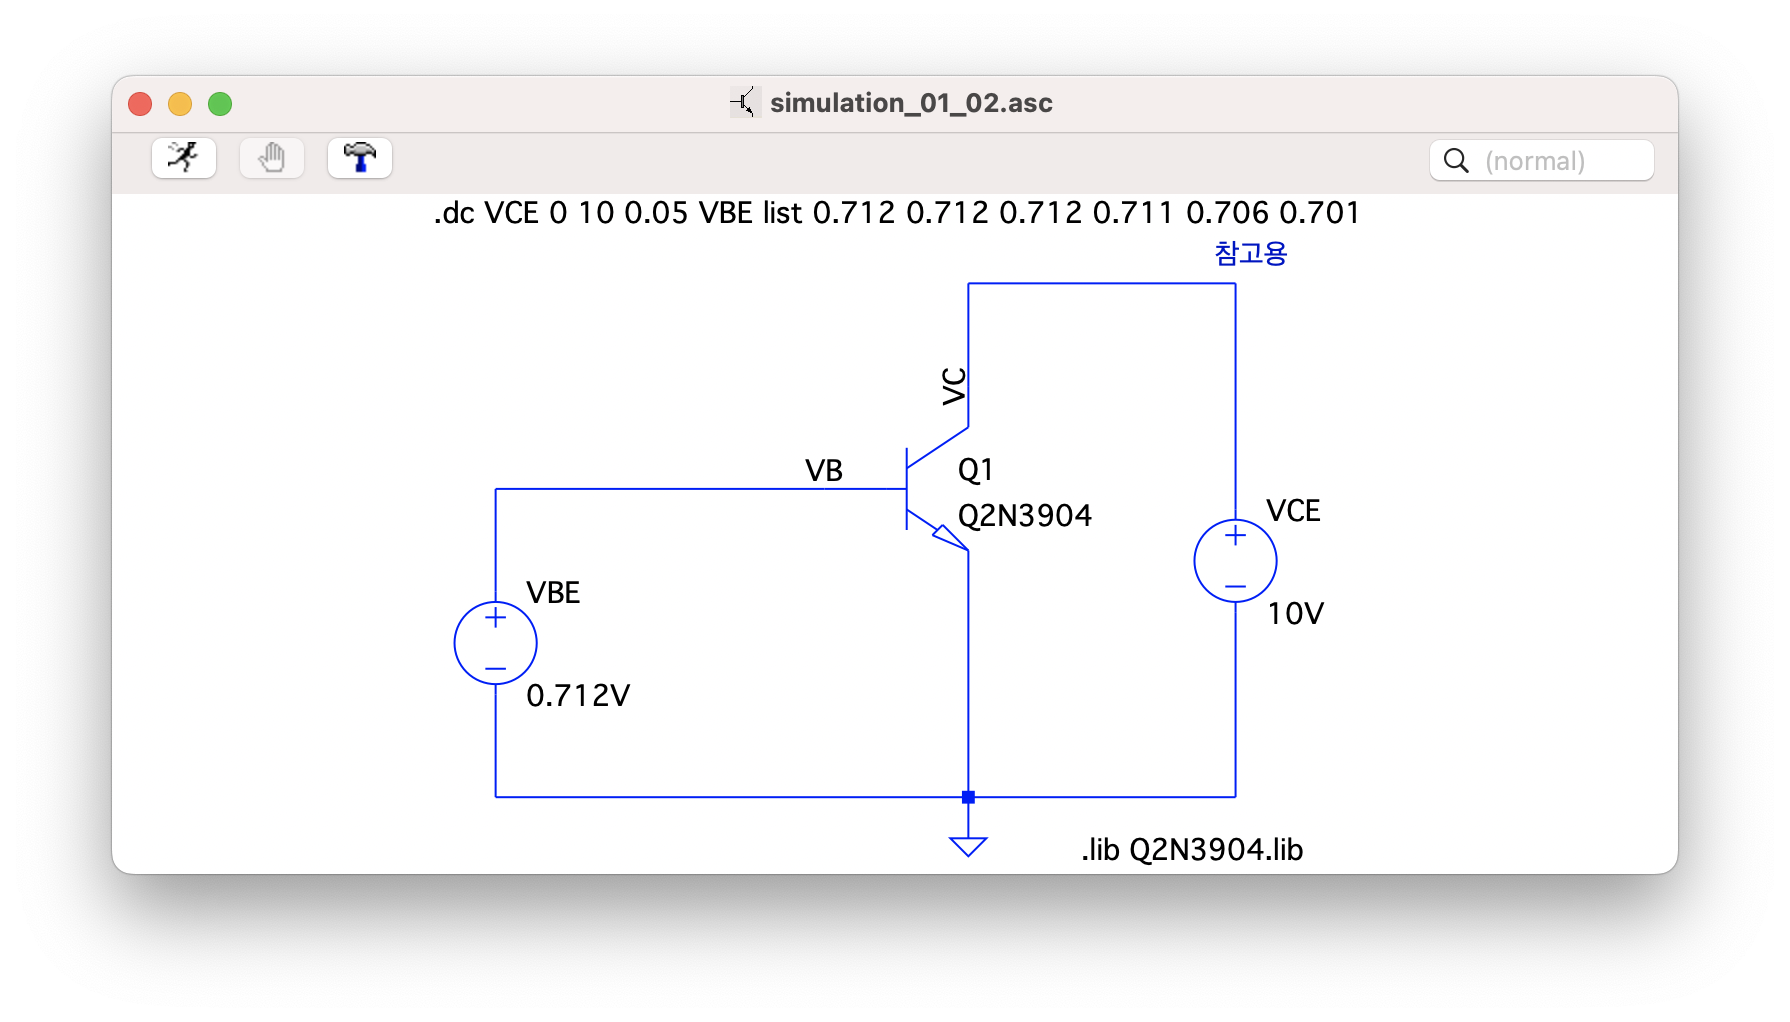 simulation_01_02.asc
(normal)
.dc VCE 0 10 0.05 VBE list 0.712 0.712 0.712 0.711 0.706 0.701
참고용
VC
VB
Q1
Q2N3904
VCE
10V
VBE
0.712V
.lib Q2N3904.lib